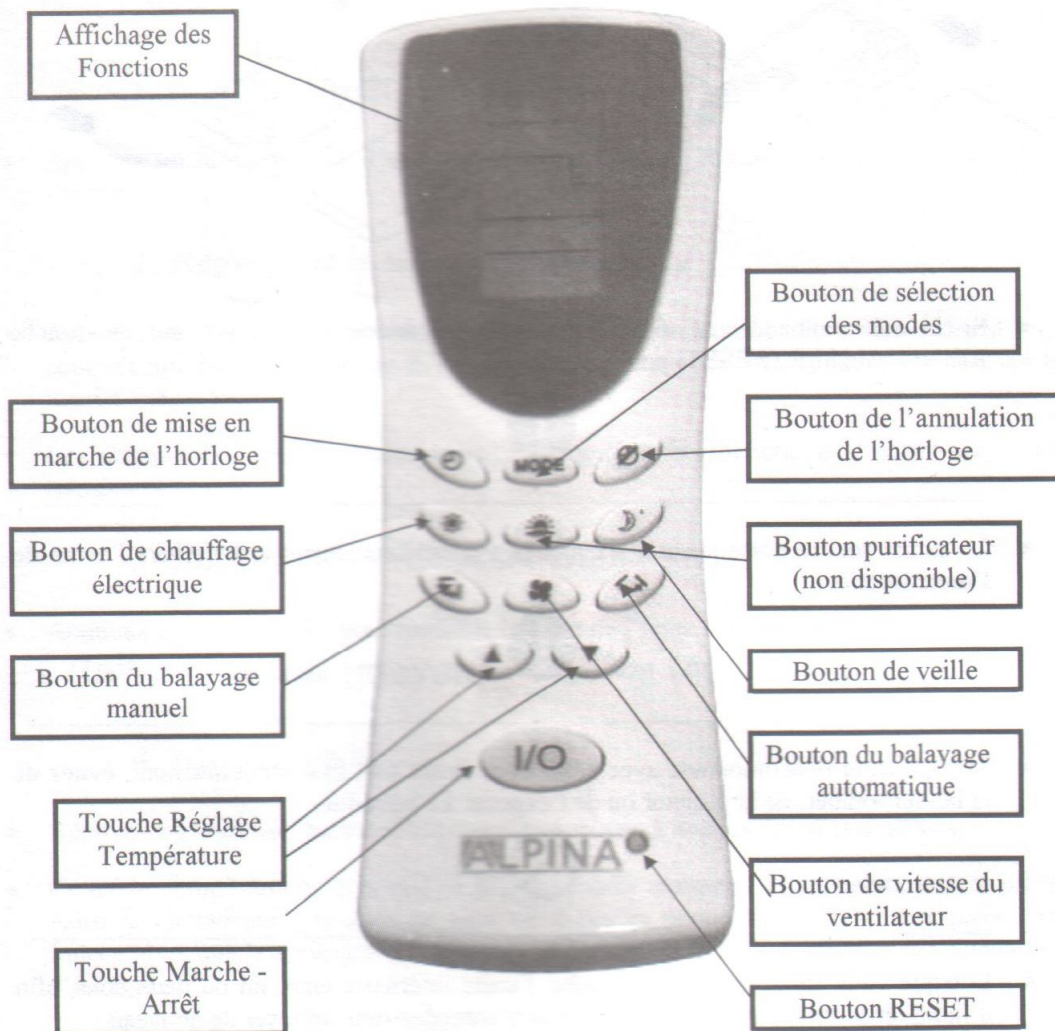 Affichage des
Fonctions
Bouton de sélection
des modes
Bouton de mise en
marche de l'horloge
Bouton de l'annulation
de l'horloge
MODE
Bouton de chauffage
électrique
Bouton purificateur
(non disponible)
Bouton du balayage
manuel
Bouton de veille
I/O
Bouton du balayage
automatique
Touche Réglage
Température
ALPINA
Bouton de vitesse du
ventilateur
Touche Marche -
Arrêt
Bouton RESET